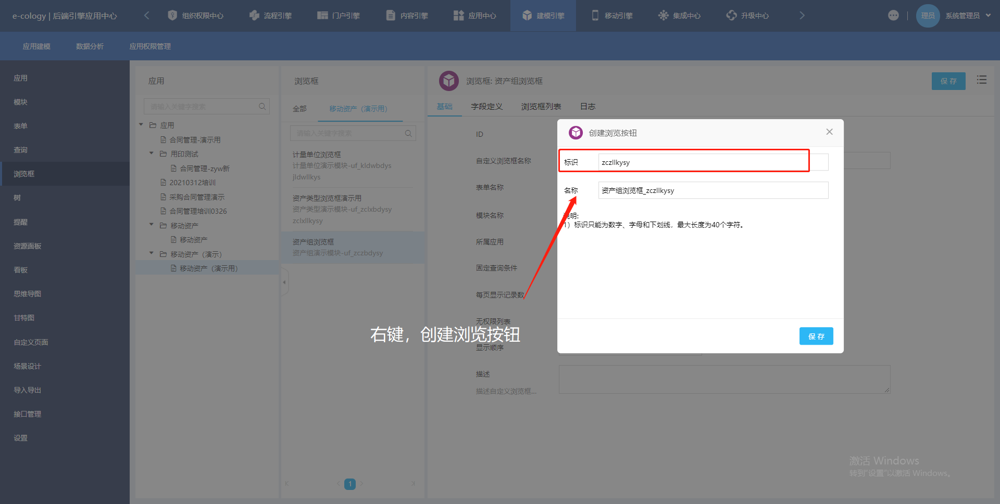 e-cology | 后端引擎应用中心
组织权限中心
流程引擎
门户引擎
内容引擎
应用中心
建模引擎
移动引擎
集成中心
升级中心
理员
系统管理员
应用建模
数据分析
应用权限管理
应用
模块
表单
查询
浏览框
树
提醒
资源面板
看板
思维导图
甘特图
自定义页面
场景设计
导入导出
接口管理
设置
应用
请输入关键字搜索
应用
合同管理-演示用
用印测试
合同管理-zyw新
20210312培训
采购合同管理演示
合同管理培训0326
移动资产
移动资产
移动资产（演示）
移动资产（演示用）
浏览框
全部
移动资产（演示用）
请输入关键字搜索
计量单位浏览框
计量单位演示模块-uf_kldwbdys
jldwllkys
资产类型浏览框演示用
资产类型演示模块-uf_zclxbdysy
zclxllkysy
资产组浏览框
资产组演示模块-uf_zczbdysy
1
浏览框: 资产组浏览框
保 存
基础
字段定义
浏览框列表
日志
ID
自定义浏览框名称
表单名称
模块名称
所属应用
固定查询条件
每页显示记录数
无权限列表
显示顺序
描述
描述自定义浏览框...
创建浏览按钮
标识
zczllkysy
名称
资产组浏览框_zczllkysy
说明:
1）标识只能为数字、字母和下划线，最大长度为40个字符。
保 存
右键，创建浏览按钮
激活 Windows
转到"设置"以激活 Windows。